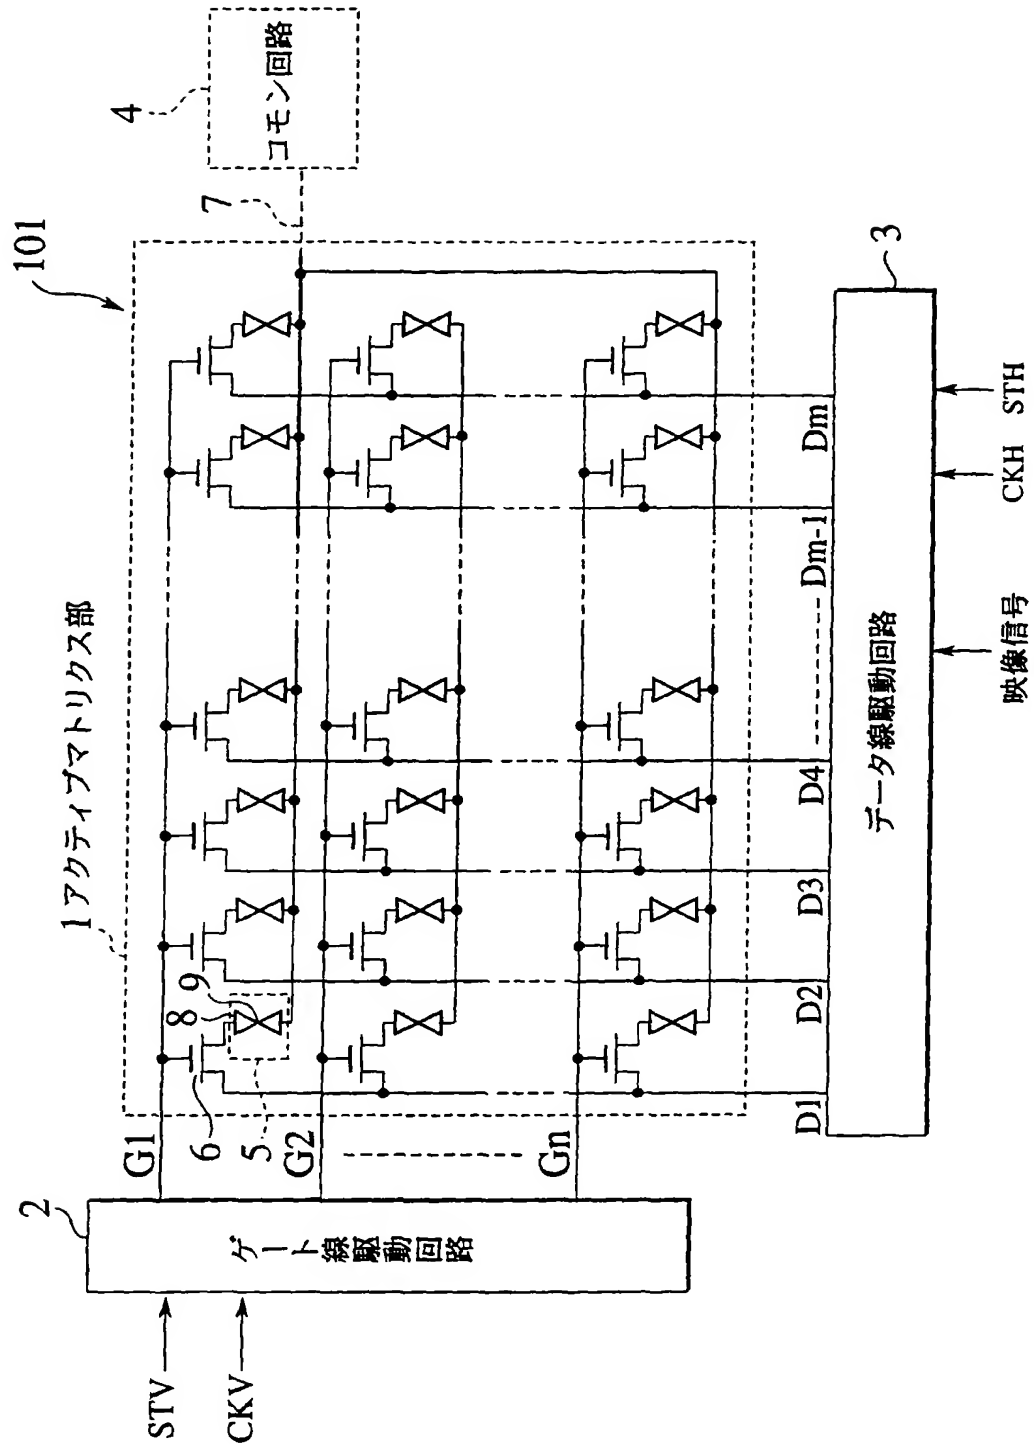 101
1アクティブマトリクス部
4
コモン回路
7
2
ゲート線駆動回路
STV
CKV
G1
G2
Gn
6
5
8
9
D1
D2
D3
D4
Dm-1
Dm
データ線駆動回路
3
映像信号
CKH
STH